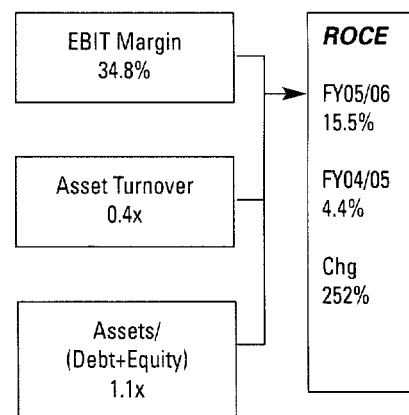 EBIT Margin
34.8%
Asset Turnover
0.4x
Assets/
(Debt+Equity)
1.1x
ROCE
FY05/06
15.5%
FY04/05
4.4%
Chg
252%